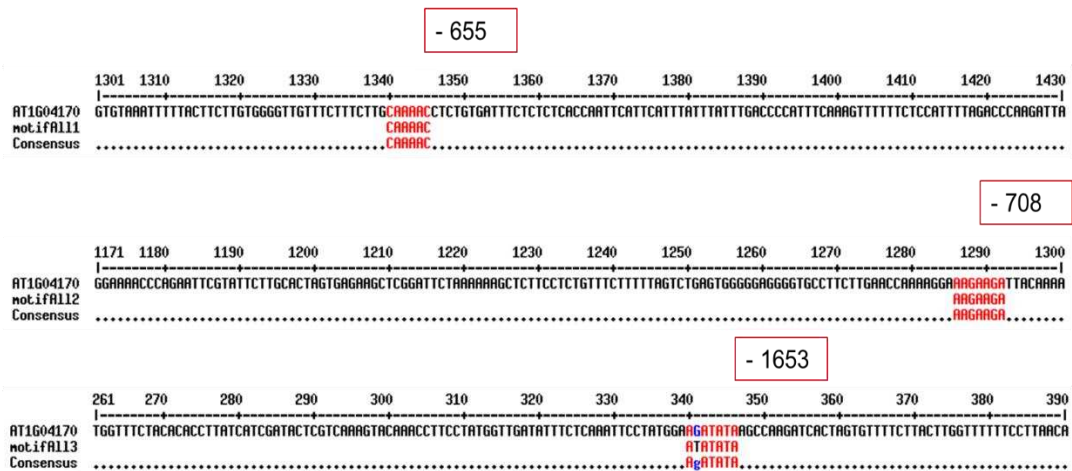 - 655
1301 1310 1320 1330 1340 1350 1360 1370 1380 1390 1400 1410 1420 1430
|--------+---------+---------+---------+---------+---------+---------+---------+---------+---------+---------+---------+---------|
AT1G04170 GTGTAAATTTTTACTTCTTGTGGGGTTGTTTCTTTCTTGCAAAACCTCTGTGATTTCTCTCTCACCAATTCATTCATTTATTTATTTGACCCCATTTCAAAGTTTTTTCTCCATTTTAGACCCAAGATTA
motifAll1 CAAAAC
Consensus .......................................CAAAAC.....................................................................................
- 708
1171 1180 1190 1200 1210 1220 1230 1240 1250 1260 1270 1280 1290 1300
|--------+---------+---------+---------+---------+---------+---------+---------+---------+---------+---------+---------+---------|
AT1G04170 GGAAAACCCAGAATTCGTATTCTTGCACTAGTGAGAAGCTCGGATTCTAAAAAAGCTCTTCCTCTGTTTCTTTTTAGTCTGAGTGGGGGAGGGGTGCCTTCTTGAACCAAAAGGAAAGAAGATTACAAAA
motifAll2 AAGAAGA
Consensus ...................................................................................................................AAGAAGA........
- 1653
261 270 280 290 300 310 320 330 340 350 360 370 380 390
|--------+---------+---------+---------+---------+---------+---------+---------+---------+---------+---------+---------+---------|
AT1G04170 TGGTTTCTACACACCTTATCATCGATACTCGTCAAAGTACAAACCTTCCTATGGTTGATATTTCTCAAATTCCTATGGAAGATATAAGCCAAGATCACTAGTGTTTTCTTACTTGGTTTTTTCCTTAACA
motifAll3 ATATATA
Consensus ...............................................................................AgATATA............................................